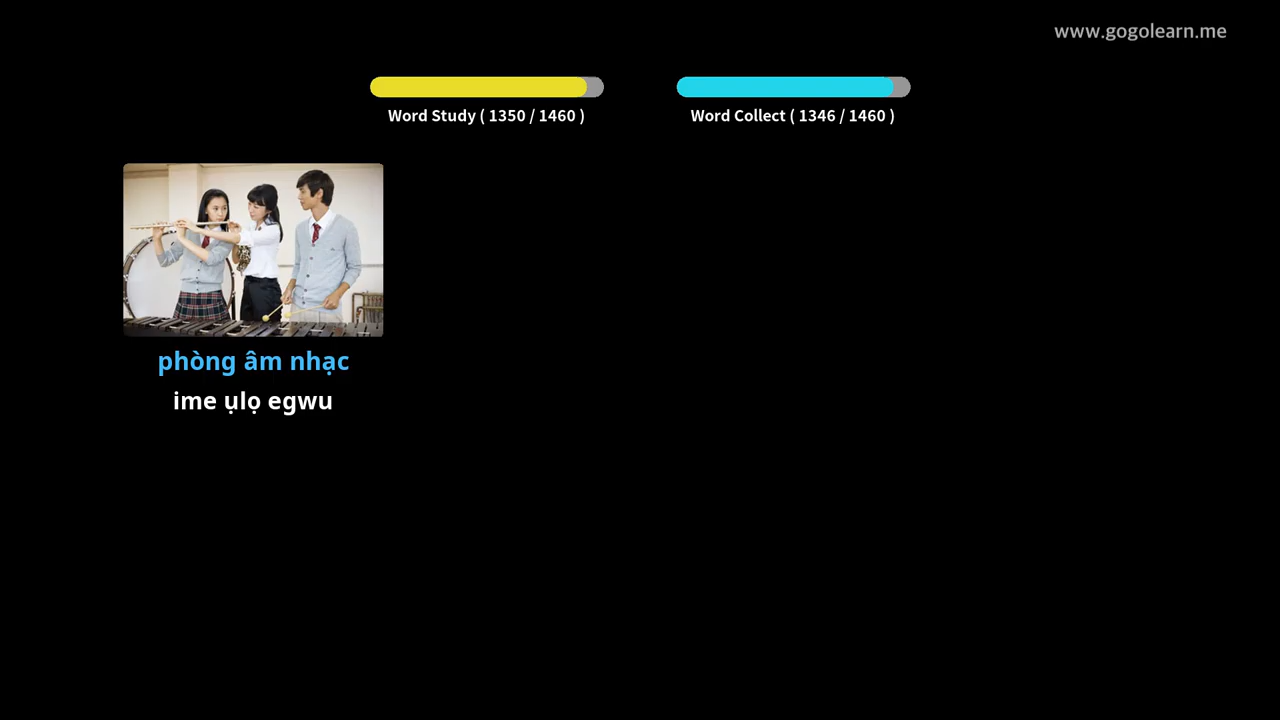 www.gogolearn.me
Word Study ( 1350 / 1460 )
Word Collect ( 1346 / 1460 )
phòng âm nhạc
ime ụlọ egwu